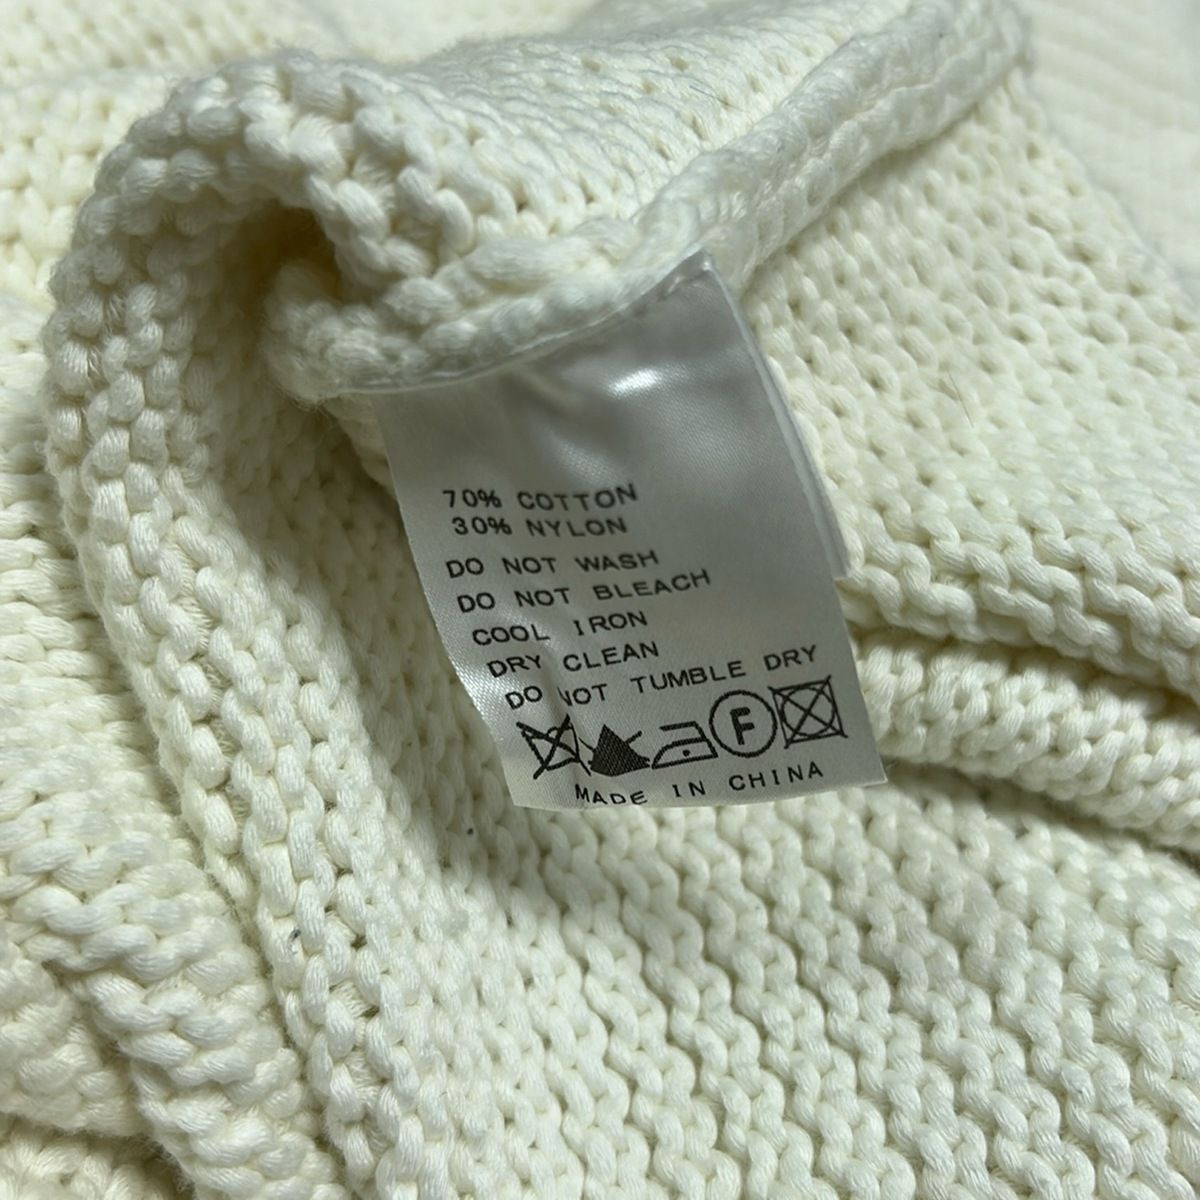 70% COTTON
30% NYLON
DO NOT WASH
DO NOT BLEACH
COOL IRON
DRY CLEAN
DO NOT TUMBLE DRY
F
MADE IN CHINA